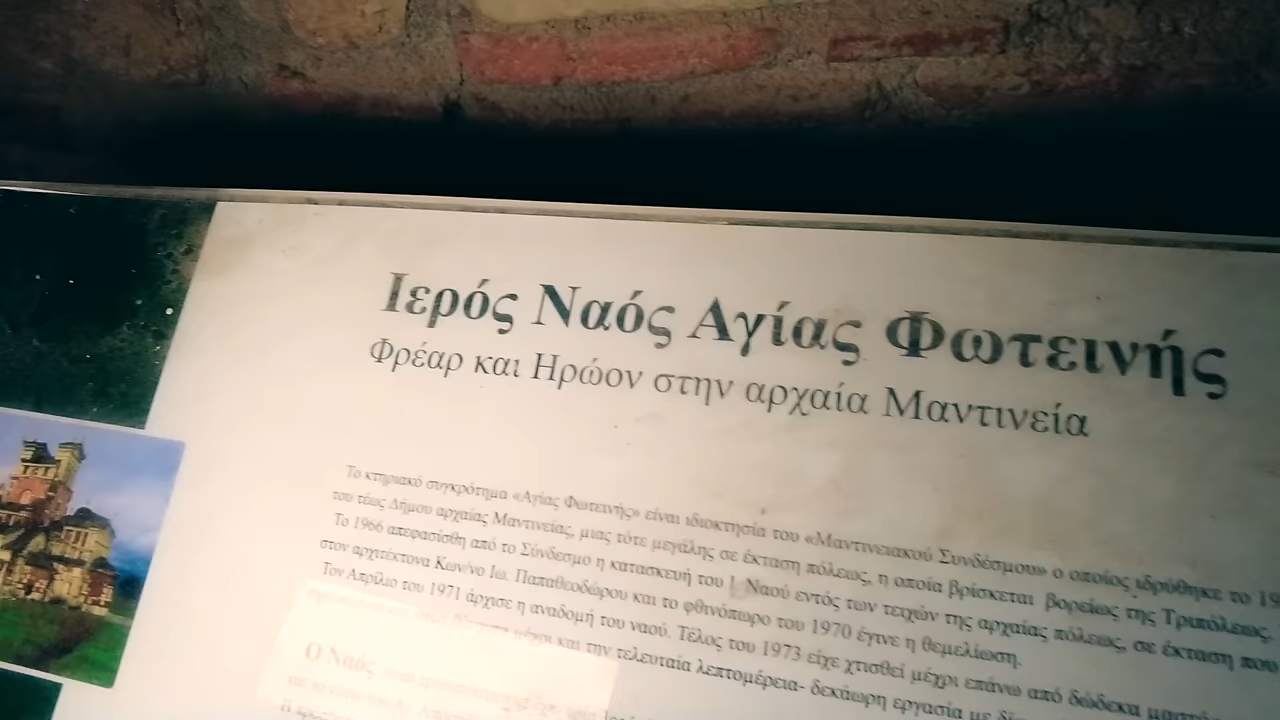 Ιερός Ναός Αγίας Φωτεινής
Φρέαρ και Ηρώον στην αρχαία Μαντινεία
Το κτηριακό συγκρότημα «Αγίας Φωτεινής» είναι ιδιοκτησία του «Μαντινειακού Συνδέσμου» ο οποίος ιδρύθηκε το 19
του τέως Δήμου αρχαίας Μαντινείας, μιας τότε μεγάλης σε έκταση πόλεως, η οποία βρίσκεται βορείως της Τριπόλεως.
Το 1966 απεφασίσθη από το Σύνδεσμο η κατασκευή του Ι. Ναού εντός των τειχών της αρχαίας πόλεως, σε έκταση που
στον αρχιτέκτονα Κων/νο Ιω. Παπαθεοδώρου και το φθινόπωρο του 1970 έγινε η θεμελίωση.
Τον Απρίλιο του 1971 άρχισε η αναδομή του ναού. Τέλος του 1973 είχε χτισθεί μέχρι επάνω από δώδεκα
μέχρι και την τελευταία λεπτομέρεια- δεκάωρη εργασία με
Ο Ναός